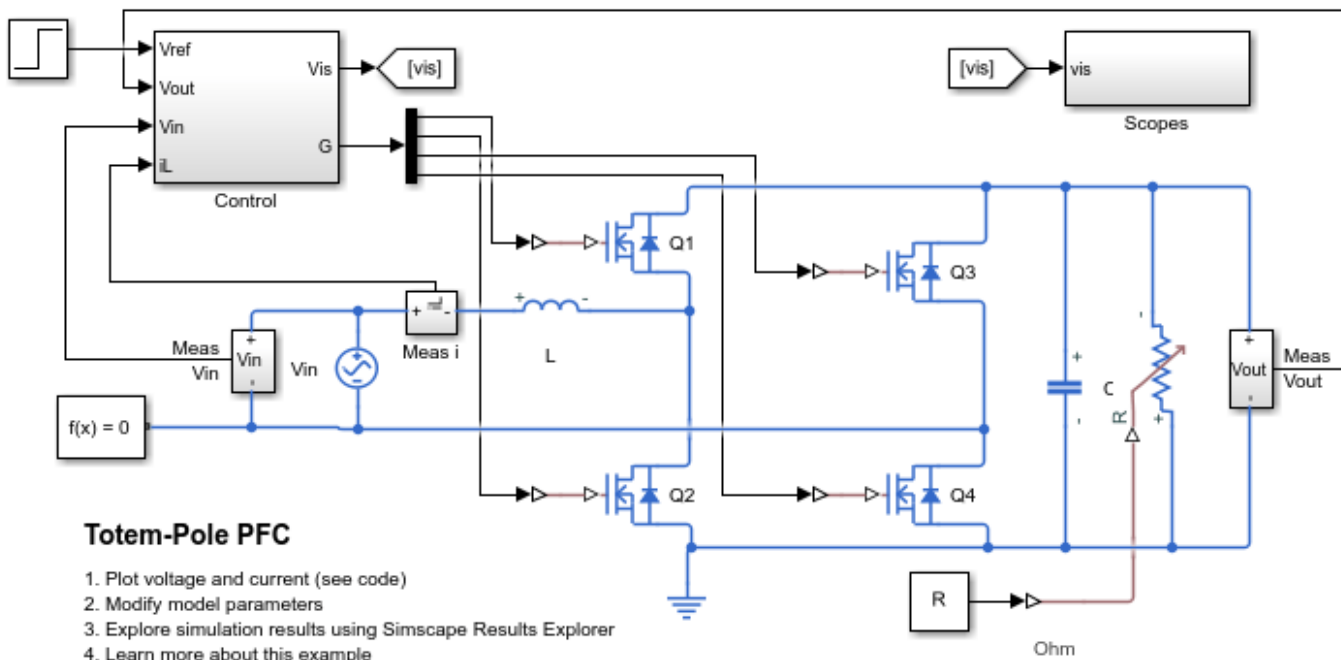 Vref
Vout
Vin
iL
Vis
G
Control
[vis]
[vis]
vis
Scopes
Q1
Q3
+ -
+ -
Meas i
L
Meas
Vin
+
Vin
-
Vin
f(x) = 0
+
-
C
-
R
+
+
Vout
-
Meas
Vout
Q2
Q4
Totem-Pole PFC
1. Plot voltage and current (see code)
2. Modify model parameters
3. Explore simulation results using Simscape Results Explorer
4. Learn more about this example
R
Ohm